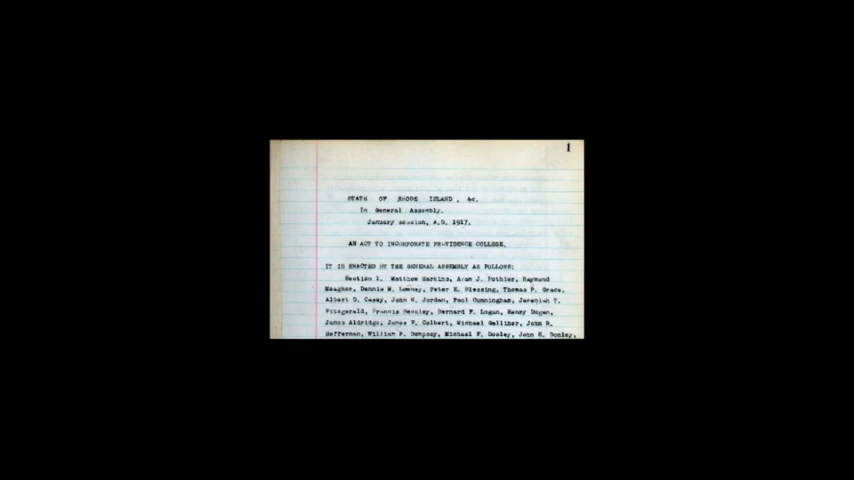 1
STATE OF RHODE ISLAND, &c.
In General Assembly.
January session, A.D. 1917.
AN ACT TO INCORPORATE PROVIDENCE COLLEGE.
IT IS ENACTED BY THE GENERAL ASSEMBLY AS FOLLOWS:
Section 1. Matthew Harkins, Aram J. Pothier, Raymond
Meagher, Dennis M. Lowney, Peter E. Blessing, Thomas P. Grace,
Albert D. Casey, John W. Jordan, Paul Cunningham, Jeremiah T.
Fitzgerald, Francis Bernard F. Logan, Henry Dugan,
James Aldridge, James F. Colbert, Michael Galliher, John R.
Heffernan, William P. Dempsey, Michael F. Dooley, John E. Donley,